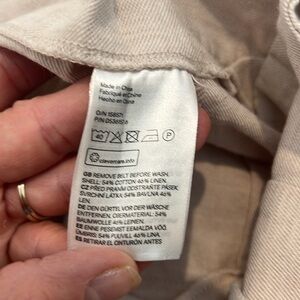 Made in China
Fabriqué en Chine
Hecho en China
O/N 158571
P/N 0536126
40
P
clevercare.info
GB REMOVE BELT BEFORE WASH.
SHELL: 54% COTTON 46% LINEN.
CZ PŘED PRANÍM ODSTRAŇTE PÁSEK.
SVRCHNÍ LÁTKA: 54% BAVLNA 46%
LEN.
DE DEN GÜRTEL VOR DER WÄSCHE
ENTFERNEN. OBERMATERIAL: 54%
BAUMWOLLE 46% LEINEN.
EE ENNE PESEMIST EEMALDA VÖÖ.
ÜMBRIS: 54% PUUVILL 46% LINA.
ES RETIRAR EL CINTURÓN ANTES